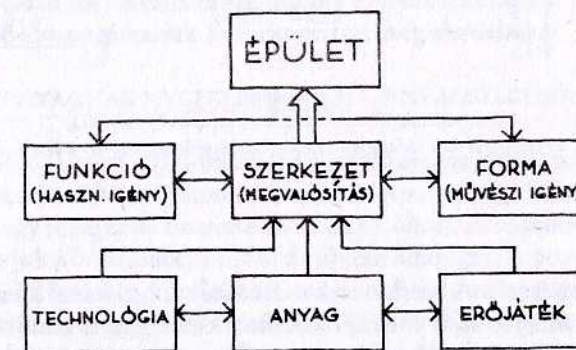 ÉPÜLET
FUNKCIÓ
(HASZN. IGÉNY)
SZERKEZET
(MEGVALÓSÍTÁS)
FORMA
(MŰVÉSZI IGÉNY)
TECHNOLÓGIA
ANYAG
ERŐJÁTÉK